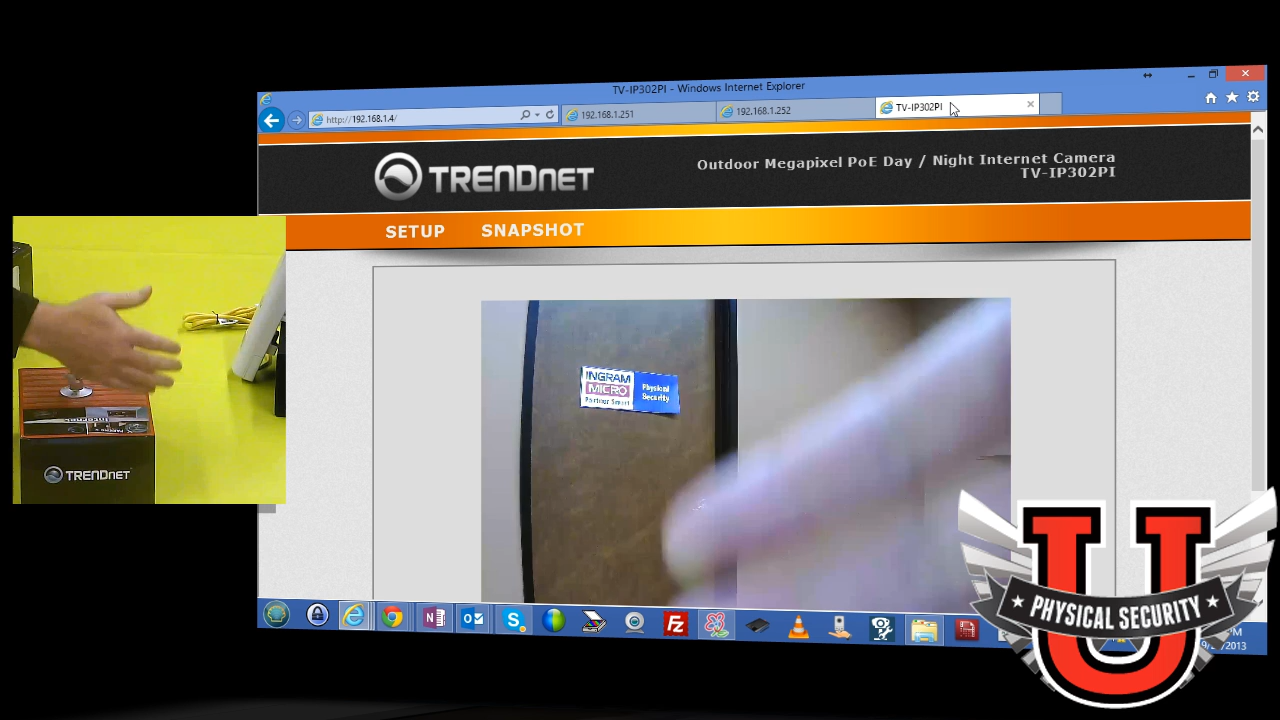 TV-IP302PI - Windows Internet Explorer
http://192.168.1.4/
192.168.1.251
192.168.1.252
TV-IP302PI
TRENDNET
Outdoor Megapixel PoE Day / Night Internet Camera
TV-IP302PI
SETUP
SNAPSHOT
INGRAM
MICRO
Partner Smart
Physical
Security
TRENDNET
U
PHYSICAL SECURITY